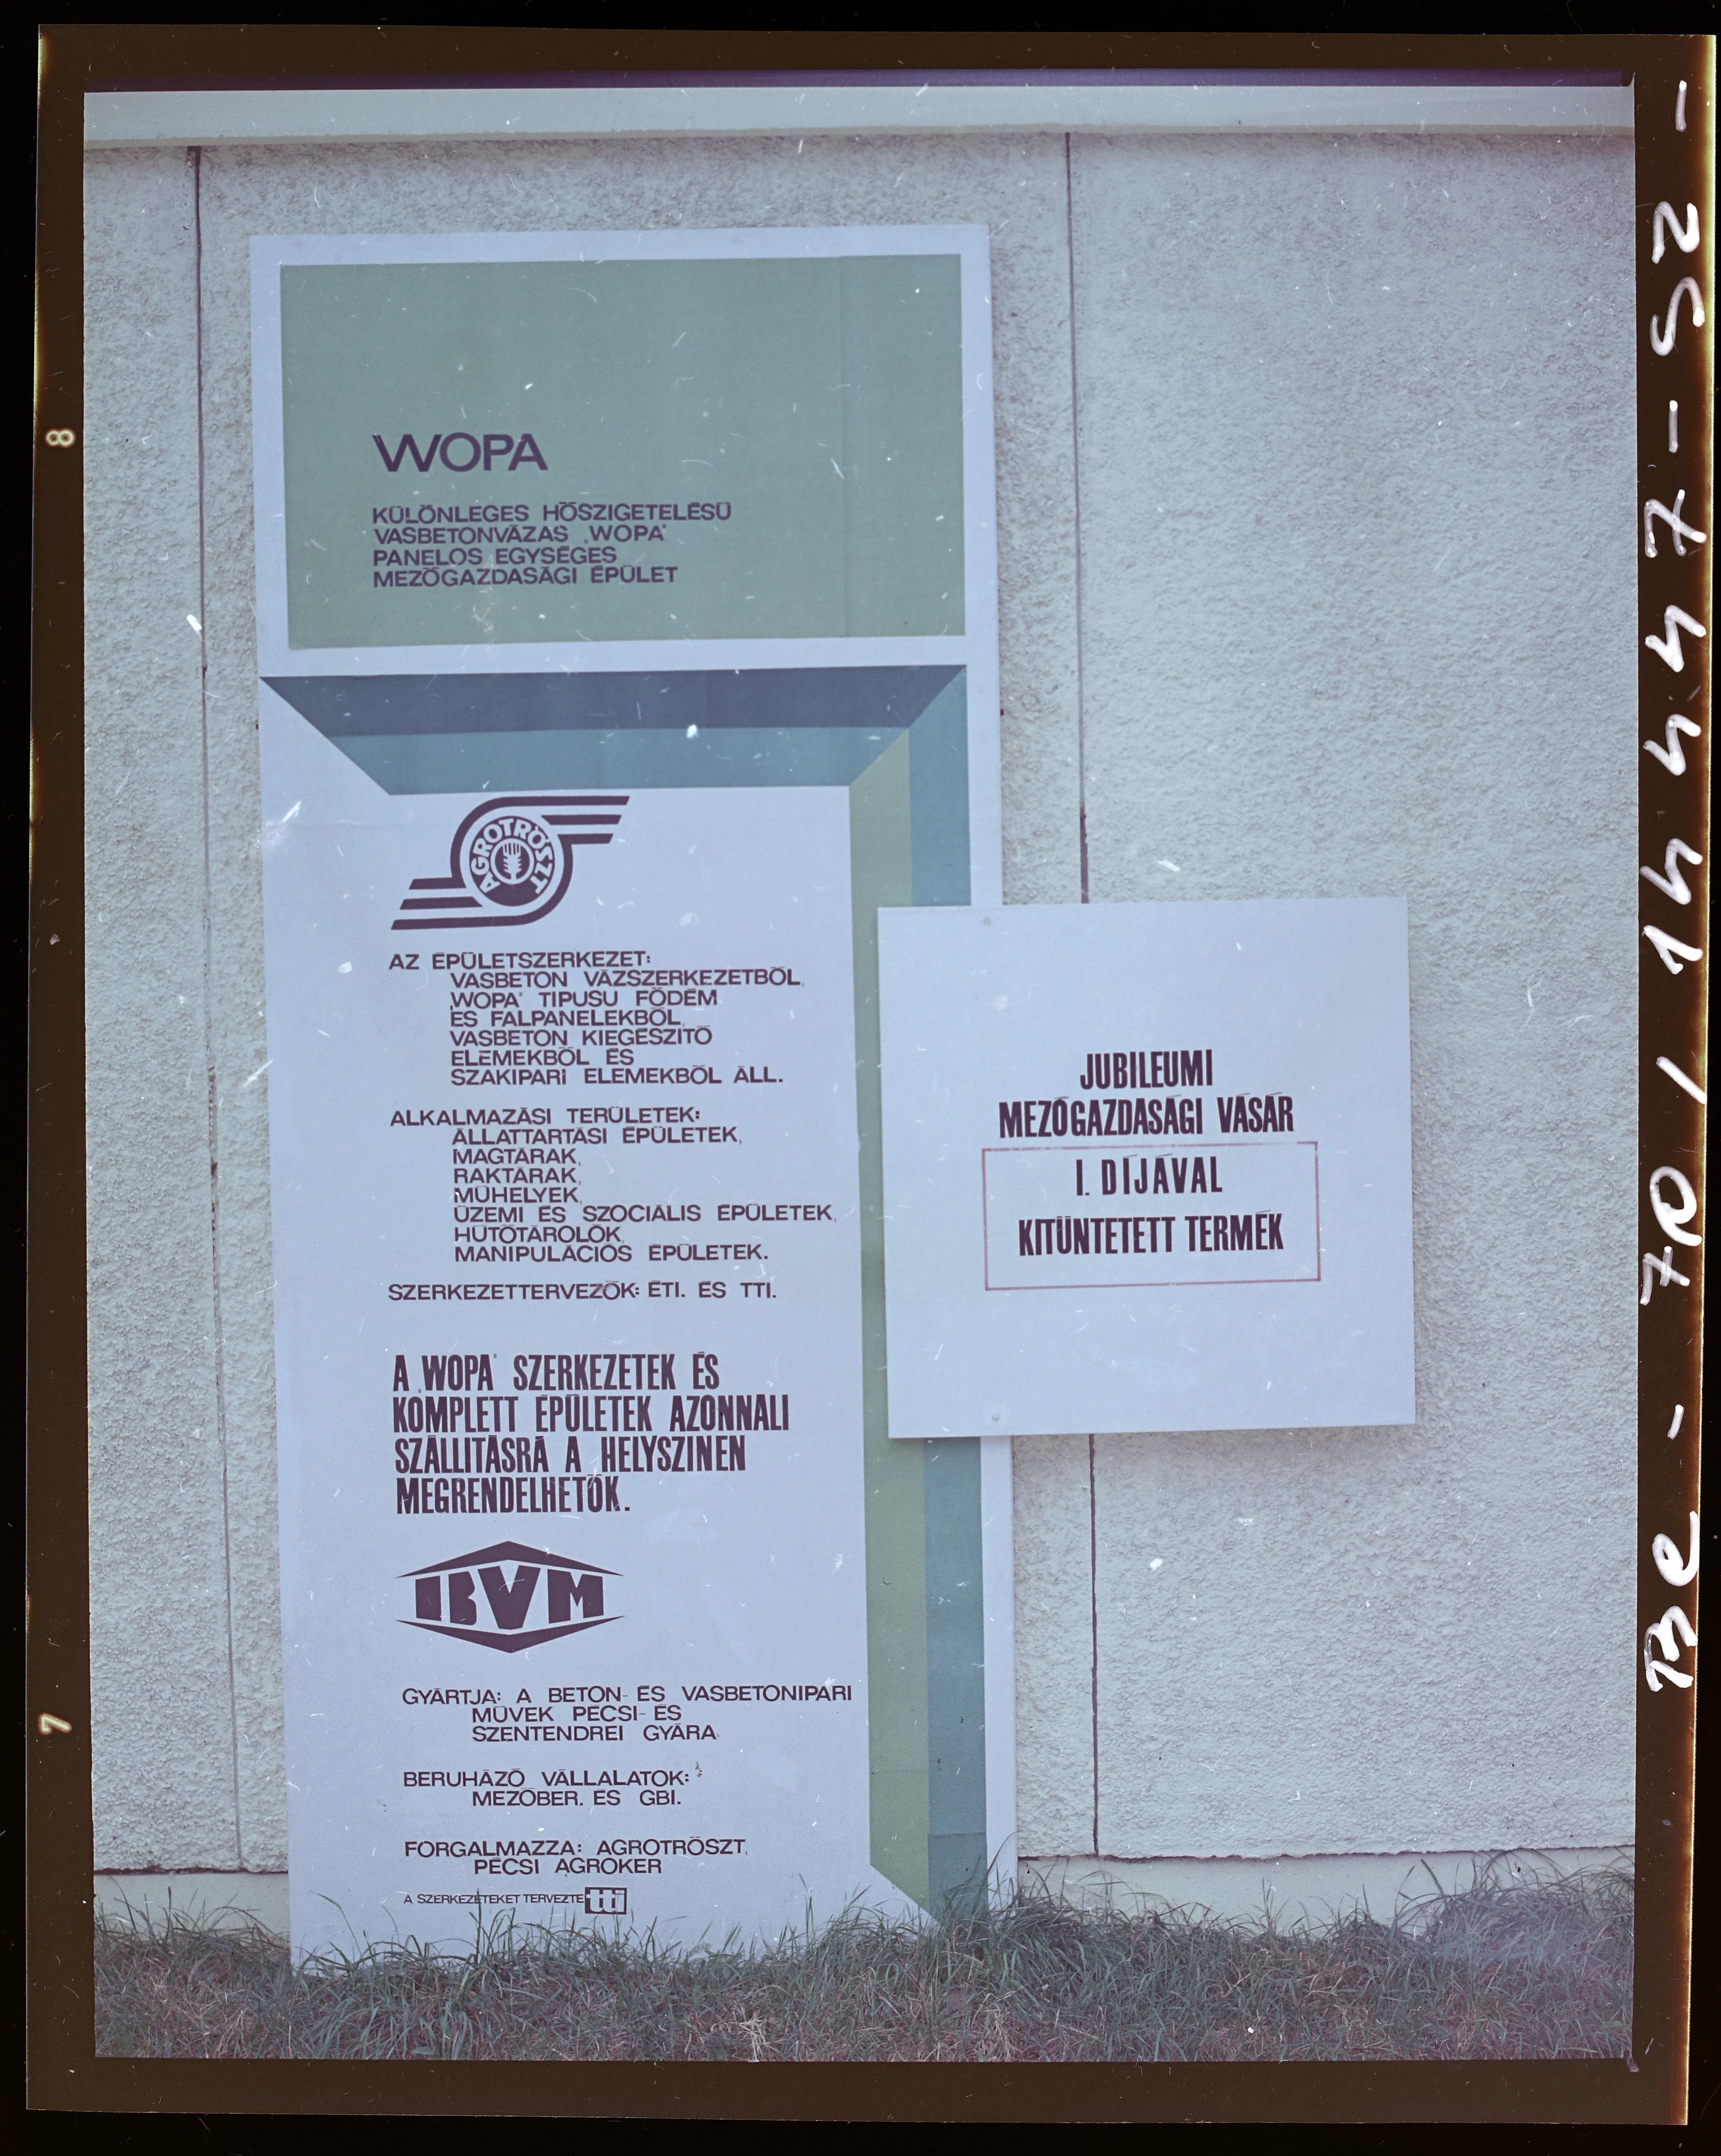 WOPA
KÜLÖNLEGES HŐSZIGETELÉSŰ
VASBETONVÁZAS „WOPA”
PANELOS EGYSÉGES
MEZŐGAZDASÁGI ÉPÜLET
AGROTRÖSZT
AZ ÉPÜLETSZERKEZET:
VASBETON VÁZSZERKEZETBŐL,
„WOPA” TIPUSU FÖDÉM
ÉS FALPANELEKBŐL,
VASBETON KIEGÉSZITŐ
ELEMEKBŐL ÉS
SZAKIPARI ELEMEKBŐL ÁLL.
ALKALMAZÁSI TERÜLETEK:
ÁLLATTARTÁSI ÉPÜLETEK,
MAGTÁRAK,
RAKTÁRAK,
MŰHELYEK,
ÜZEMI ÉS SZOCIÁLIS ÉPÜLETEK,
HŰTŐTÁROLÓK,
MANIPULÁCIÓS ÉPÜLETEK.
SZERKEZETTERVEZŐK: ÉTI. ÉS TTI.
A „WOPA” SZERKEZETEK ÉS
KOMPLETT ÉPÜLETEK AZONNALI
SZÁLLITÁSRA A HELYSZINEN
MEGRENDELHETŐK.
BVM
GYÁRTJA: A BETON- ÉS VASBETONIPARI
MŰVEK PÉCSI- ÉS
SZENTENDREI GYÁRA
BERUHÁZÓ VÁLLALATOK:
MEZŐBER. ÉS GBI.
FORGALMAZZA: AGROTRÖSZT,
PÉCSI AGROKER
A SZERKEZETEKET TERVEZTE tti
JUBILEUMI
MEZŐGAZDASÁGI VÁSÁR
I. DÍJÁVAL
KITÜNTETETT TERMÉK
8
7